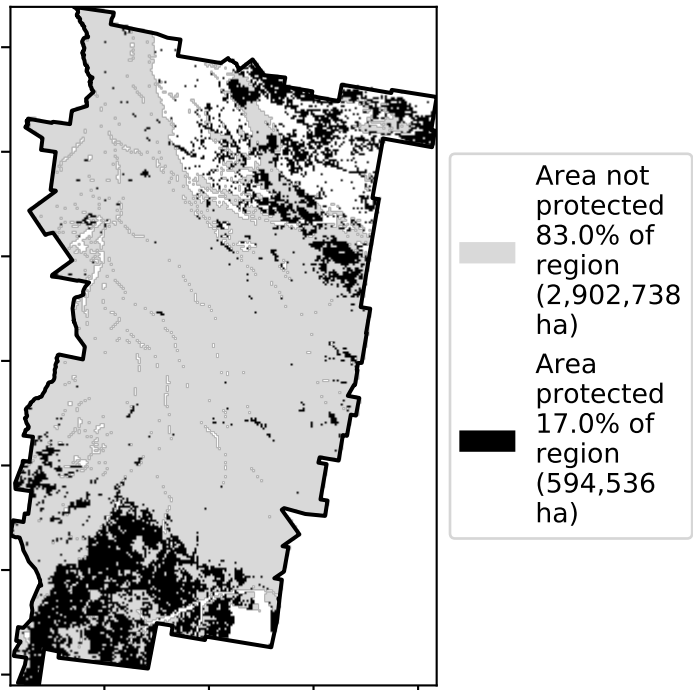 Area not
protected
83.0% of
region
(2,902,738
ha)
Area
protected
17.0% of
region
(594,536
ha)